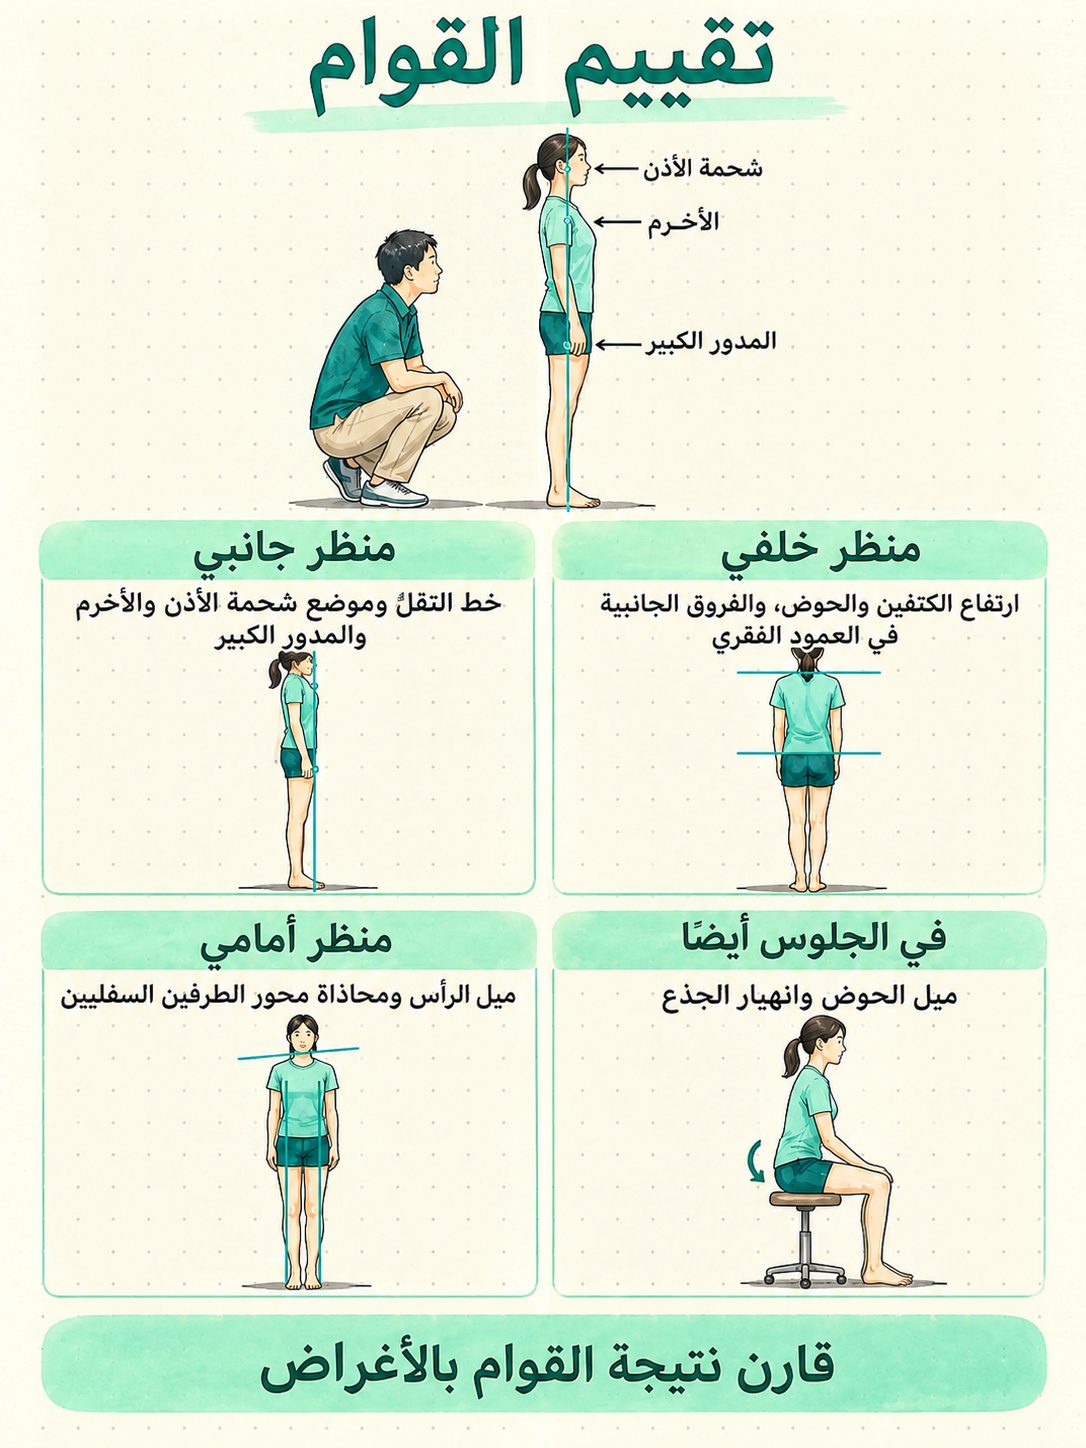 تقييم القوام
شحمة الأذن
الأخرم
المدور الكبير
منظر خلفي
ارتفاع الكتفين والحوض، والفروق الجانبية
في العمود الفقري
منظر جانبي
خط التقلُّ وموضع شحمة الأذن والأخرم
والمدور الكبير
في الجلوس أيضًا
ميل الحوض وانهيار الجذع
منظر أمامي
ميل الرأس ومحاذاة محور الطرفين السفليين
قارن نتيجة القوام بالأغراض